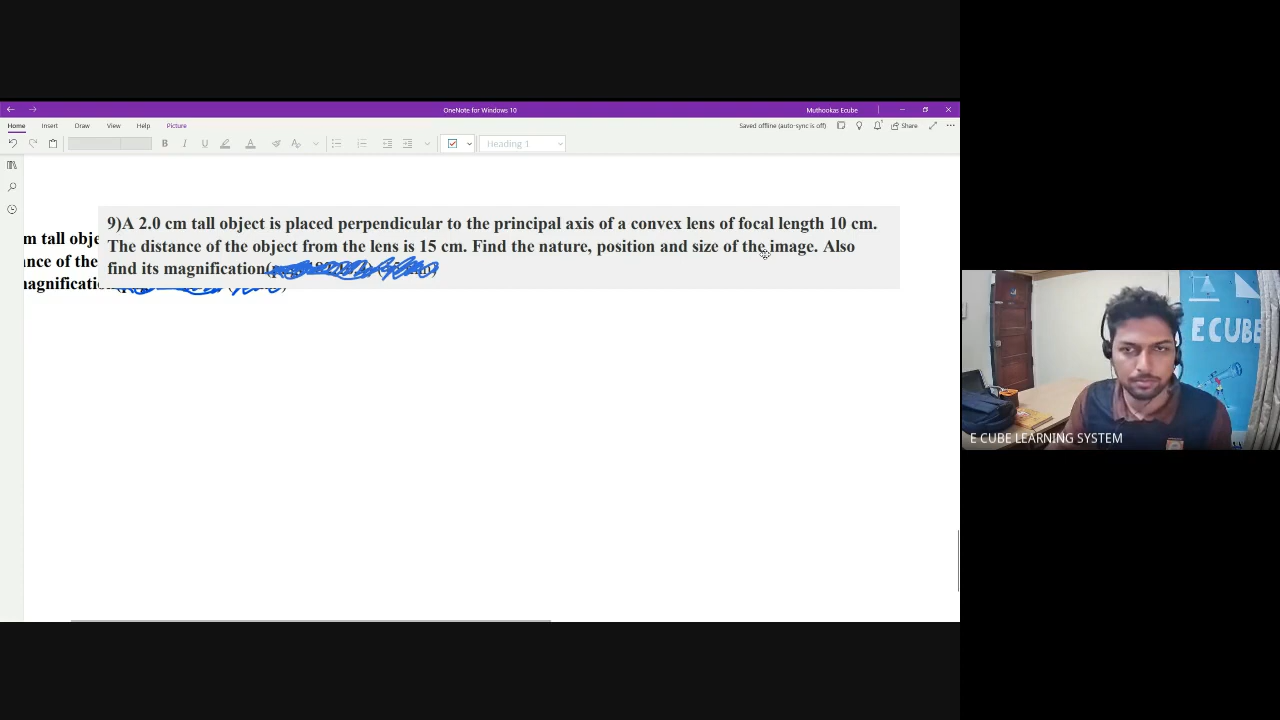 OneNote for Windows 10
Muthookas Ecube
Home Insert Draw View Help Picture
Saved offline (auto-sync is off)
Share
B I U A
Heading 1
9)A 2.0 cm tall object is placed perpendicular to the principal axis of a convex lens of focal length 10 cm.
The distance of the object from the lens is 15 cm. Find the nature, position and size of the image. Also
find its magnification
m tall obje
nce of the
nagnificatio
E CUBE
E CUBE LEARNING SYSTEM